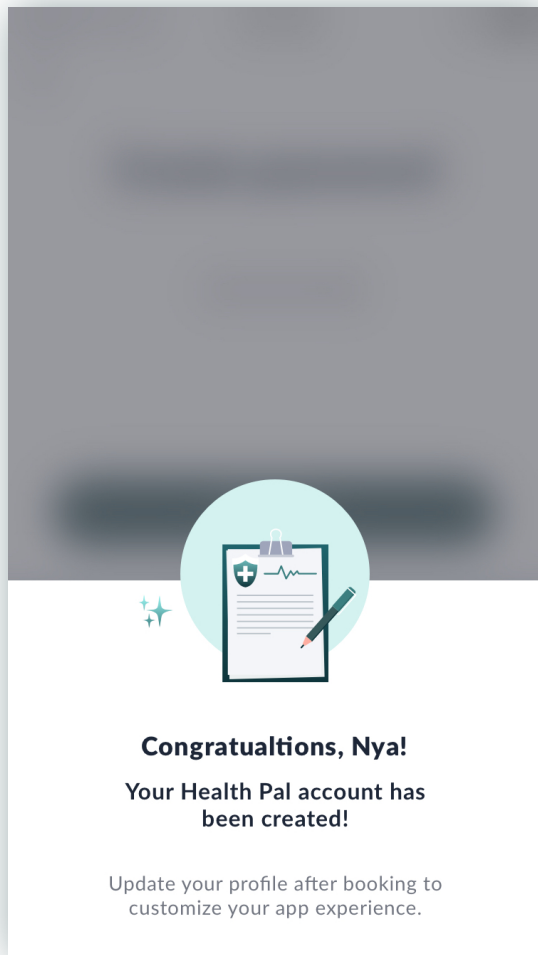 Congratualtions, Nya!
Your Health Pal account has
been created!
Update your profile after booking to
customize your app experience.